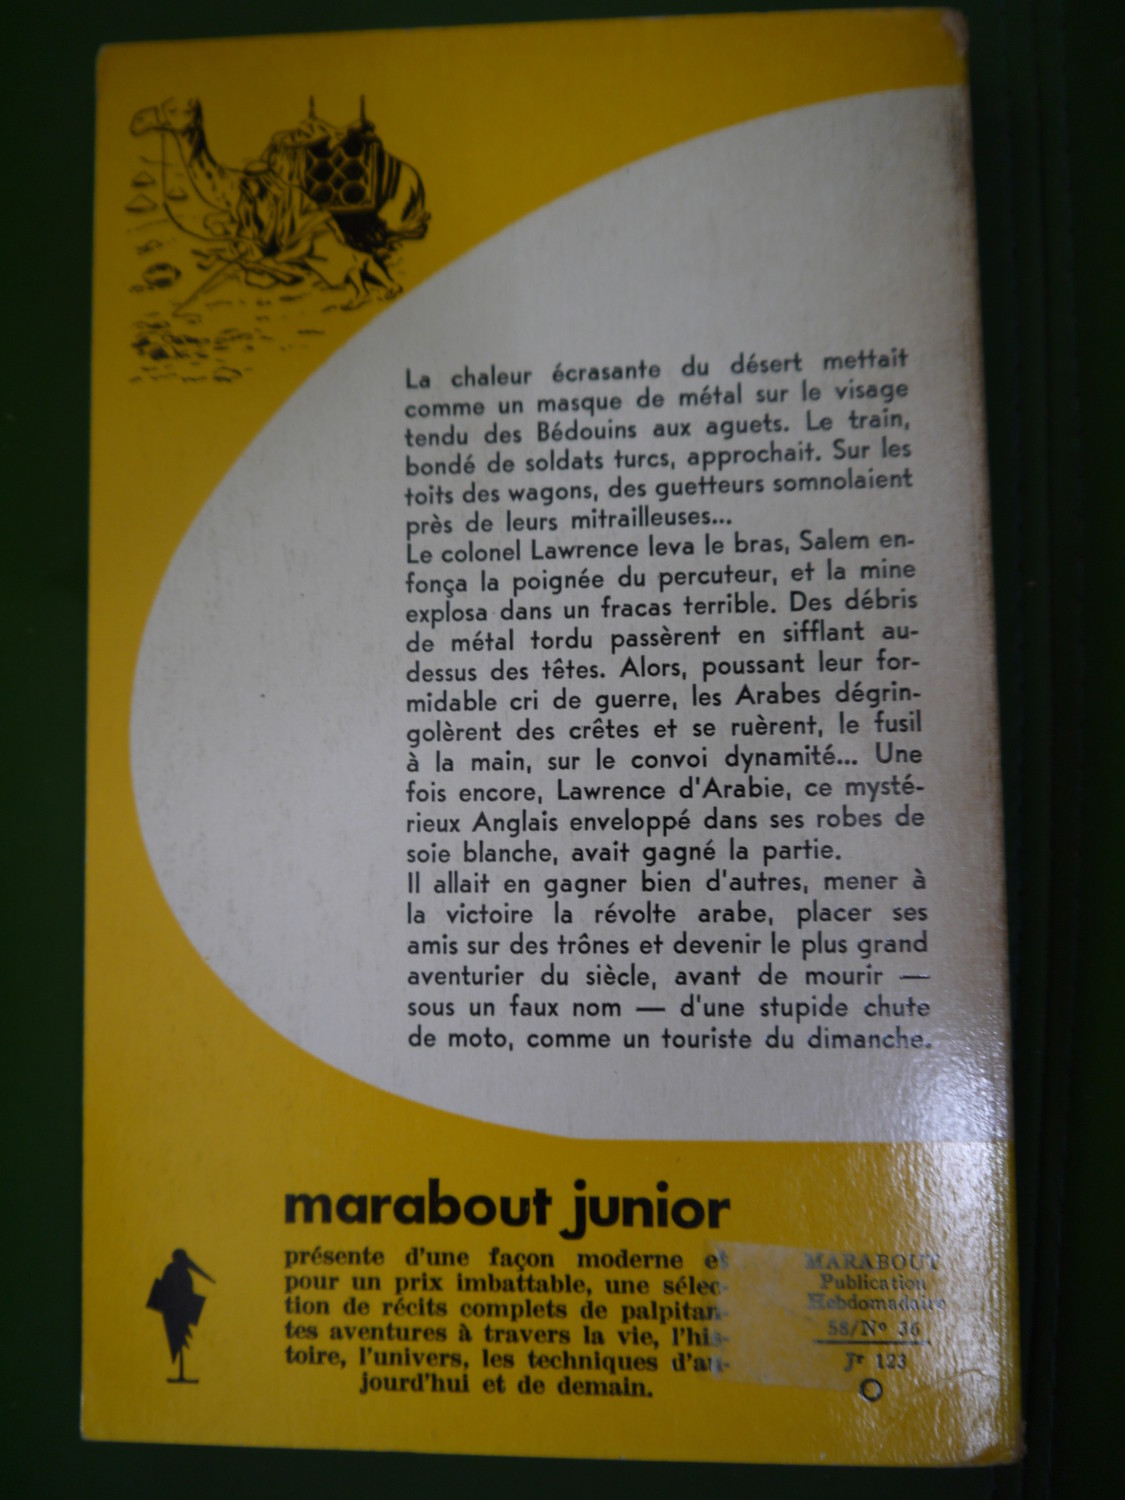 La chaleur écrasante du désert mettait
comme un masque de métal sur le visage
tendu des Bédouins aux aguets. Le train,
bondé de soldats turcs, approchait. Sur les
toits des wagons, des guetteurs somnolaient
près de leurs mitrailleuses...
Le colonel Lawrence leva le bras, Salem en-
fonça la poignée du percuteur, et la mine
explosa dans un fracas terrible. Des débris
de métal tordu passèrent en sifflant au-
dessus des têtes. Alors, poussant leur for-
midable cri de guerre, les Arabes dégrin-
golèrent des crêtes et se ruèrent, le fusil
à la main, sur le convoi dynamité... Une
fois encore, Lawrence d'Arabie, ce mysté-
rieux Anglais enveloppé dans ses robes de
soie blanche, avait gagné la partie.
Il allait en gagner bien d'autres, mener à
la victoire la révolte arabe, placer ses
amis sur des trônes et devenir le plus grand
aventurier du siècle, avant de mourir —
sous un faux nom — d'une stupide chute
de moto, comme un touriste du dimanche.
marabout junior
présente d'une façon moderne et
pour un prix imbattable, une sélec-
tion de récits complets de palpitan-
tes aventures à travers la vie, l'his-
toire, l'univers, les techniques d'au-
jourd'hui et de demain.
MARABOUT
Publication
Hebdomadaire
58/Nº 36
Jr 123